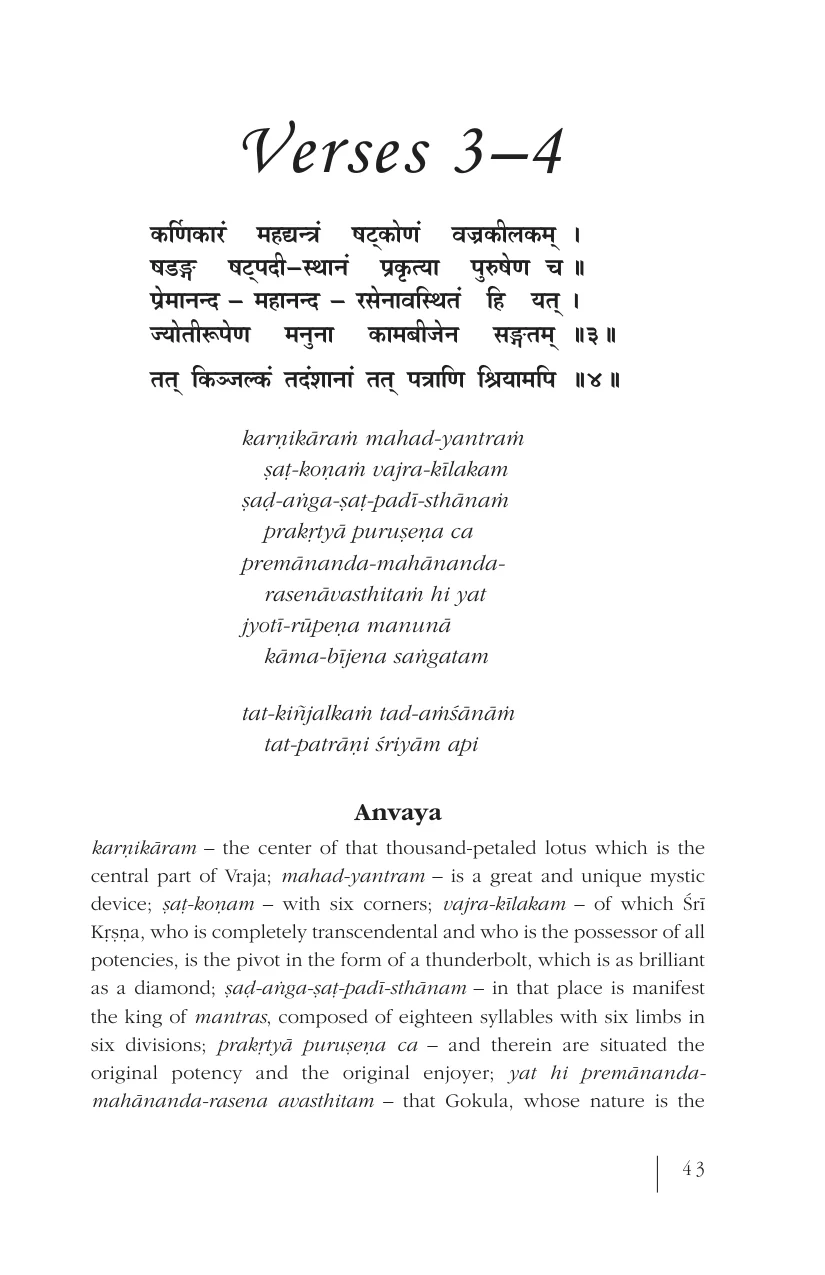 Verses 3–4
कर्णिकारं महद्यन्त्रं षट्कोणं वज्रकीलकम् ।
षडङ्ग षट्पदी–स्थानं प्रकृत्या पुरुषेण च ॥
प्रेमानन्द – महानन्द – रसेनावस्थितं हि यत् ।
ज्योतीरूपेण मनुना कामबीजेन सङ्गतम् ॥३॥
तत् किञ्जल्कं तदंशानां तत् पत्राणि श्रियामपि ॥४॥
karṇikāraṁ mahad-yantraṁ
ṣaṭ-koṇaṁ vajra-kīlakam
ṣaḍ-aṅga-ṣaṭ-padī-sthānaṁ
prakṛtyā puruṣeṇa ca
premānanda-mahānanda-
rasenāvasthitaṁ hi yat
jyotī-rūpeṇa manunā
kāma-bījena saṅgatam
tat-kiñjalkaṁ tad-aṁśānāṁ
tat-patrāṇi śriyām api
Anvaya
karṇikāram – the center of that thousand-petaled lotus which is the
central part of Vraja; mahad-yantram – is a great and unique mystic
device; ṣaṭ-koṇam – with six corners; vajra-kīlakam – of which Śrī
Kṛṣṇa, who is completely transcendental and who is the possessor of all
potencies, is the pivot in the form of a thunderbolt, which is as brilliant
as a diamond; ṣaḍ-aṅga-ṣaṭ-padī-sthānam – in that place is manifest
the king of mantras, composed of eighteen syllables with six limbs in
six divisions; prakṛtyā puruṣeṇa ca – and therein are situated the
original potency and the original enjoyer; yat hi premānanda-
mahānanda-rasena avasthitam – that Gokula, whose nature is the
43